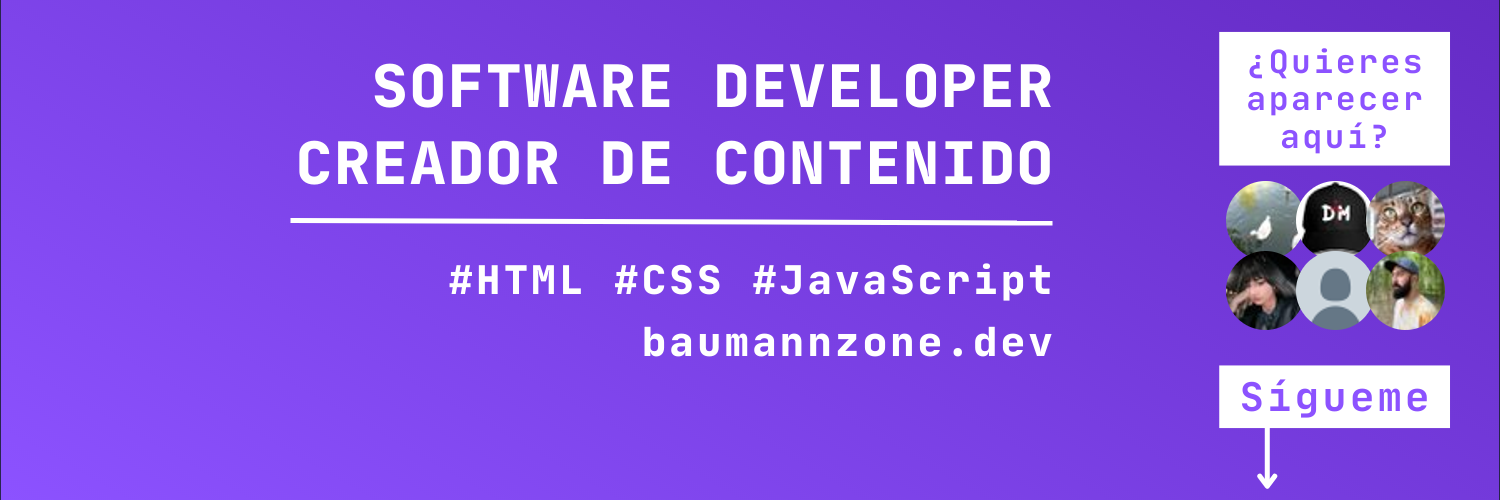 SOFTWARE DEVELOPER
CREADOR DE CONTENIDO
#HTML #CSS #JavaScript
baumannzone.dev
¿Quieres
aparecer
aquí?
DM
Sígueme